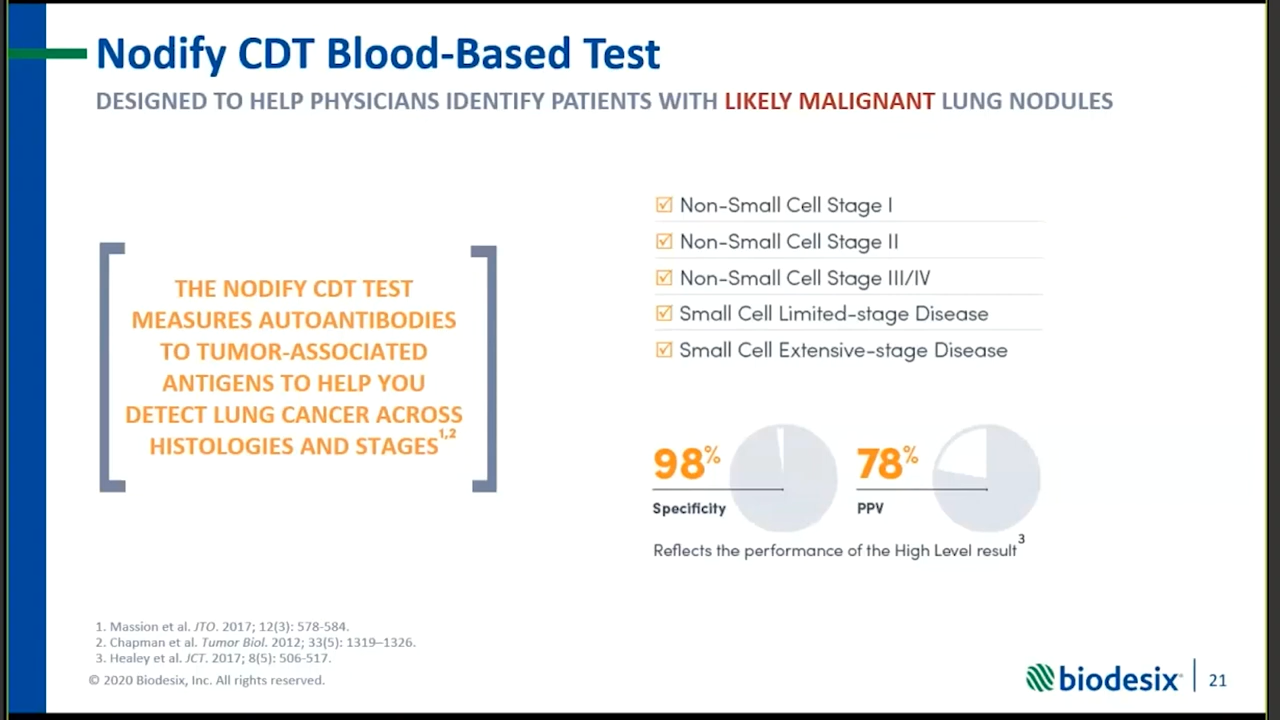 Nodify CDT Blood-Based Test
DESIGNED TO HELP PHYSICIANS IDENTIFY PATIENTS WITH LIKELY MALIGNANT LUNG NODULES
THE NODIFY CDT TEST
MEASURES AUTOANTIBODIES
TO TUMOR-ASSOCIATED
ANTIGENS TO HELP YOU
DETECT LUNG CANCER ACROSS
HISTOLOGIES AND STAGES1,2
Non-Small Cell Stage I
Non-Small Cell Stage II
Non-Small Cell Stage III/IV
Small Cell Limited-stage Disease
Small Cell Extensive-stage Disease
98%
Specificity
78%
PPV
Reflects the performance of the High Level result3
1. Massion et al. JTO. 2017; 12(3): 578-584.
2. Chapman et al. Tumor Biol. 2012; 33(5): 1319–1326.
3. Healey et al. JCT. 2017; 8(5): 506-517.
© 2020 Biodesix, Inc. All rights reserved.
biodesix
21